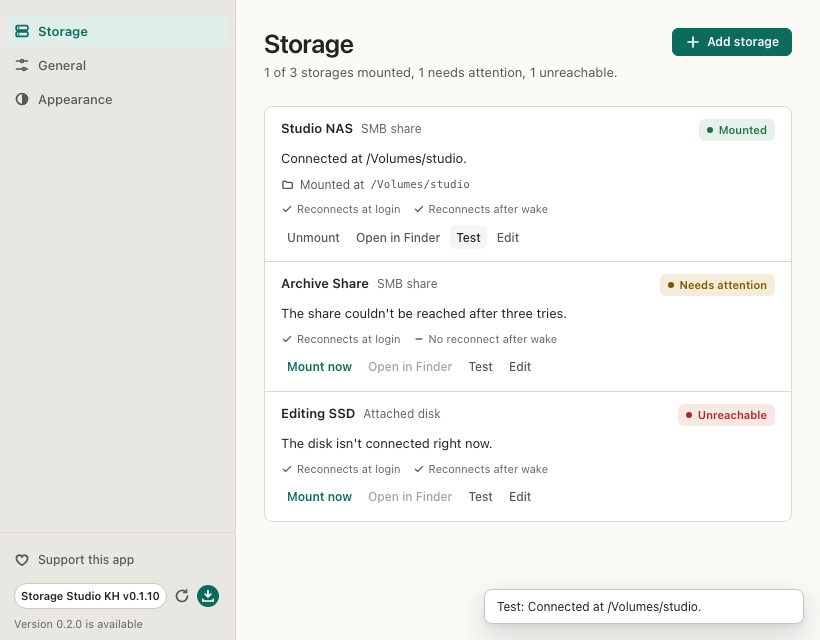 Storage
General
Appearance
Support this app
Storage Studio KH v0.1.10
Version 0.2.0 is available
Storage
Add storage
1 of 3 storages mounted, 1 needs attention, 1 unreachable.
Studio NAS SMB share
Mounted
Connected at /Volumes/studio.
Mounted at /Volumes/studio
Reconnects at login Reconnects after wake
Unmount Open in Finder Test Edit
Archive Share SMB share
Needs attention
The share couldn't be reached after three tries.
Reconnects at login No reconnect after wake
Mount now Open in Finder Test Edit
Editing SSD Attached disk
Unreachable
The disk isn't connected right now.
Reconnects at login Reconnects after wake
Mount now Open in Finder Test Edit
Test: Connected at /Volumes/studio.